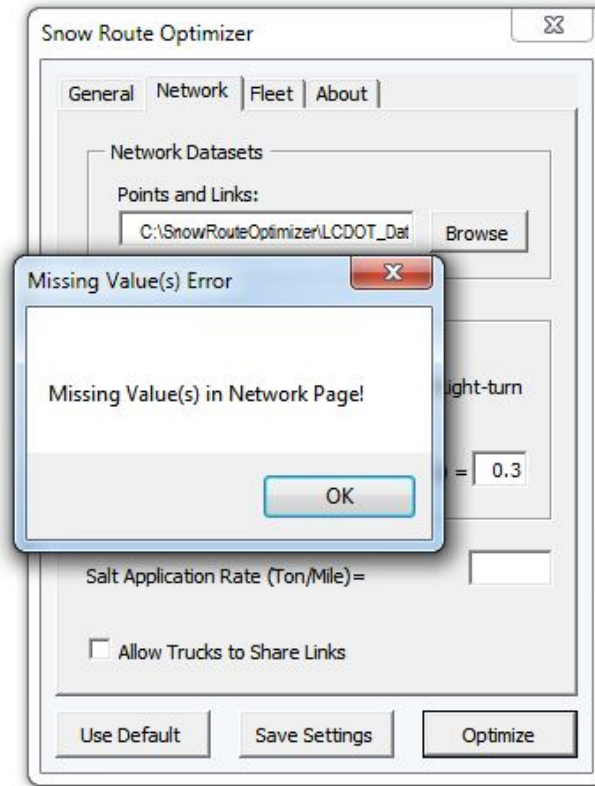 Snow Route Optimizer
General Network Fleet About
Network Datasets
Points and Links:
C:\SnowRouteOptimizer\LCDOT_Dat Browse
Missing Value(s) Error
Missing Value(s) in Network Page!
ight-turn
= 0.3
OK
Salt Application Rate (Ton/Mile)=
Allow Trucks to Share Links
Use Default Save Settings Optimize